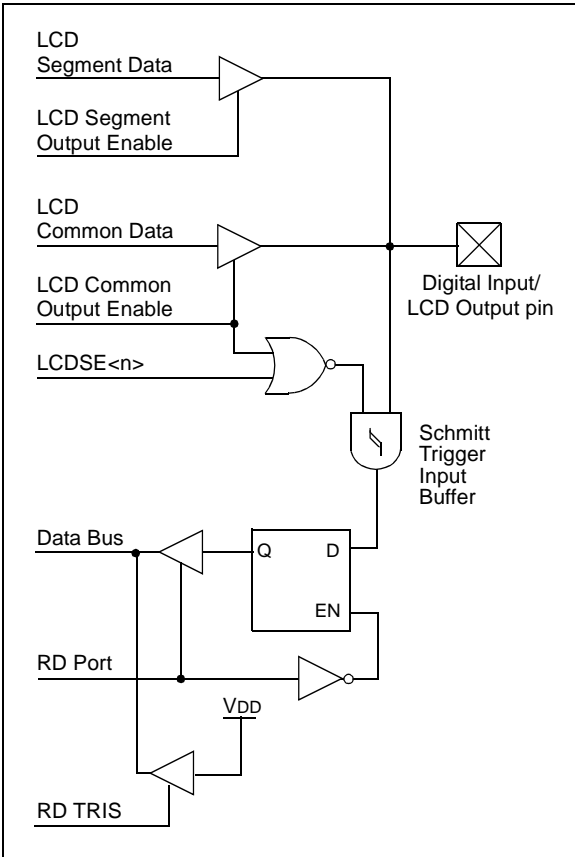 LCD
Segment Data
LCD Segment
Output Enable
LCD
Common Data
LCD Common
Output Enable
Digital Input/
LCD Output pin
LCDSE<n>
Schmitt
Trigger
Input
Buffer
Data Bus
Q
D
EN
RD Port
VDD
RD TRIS